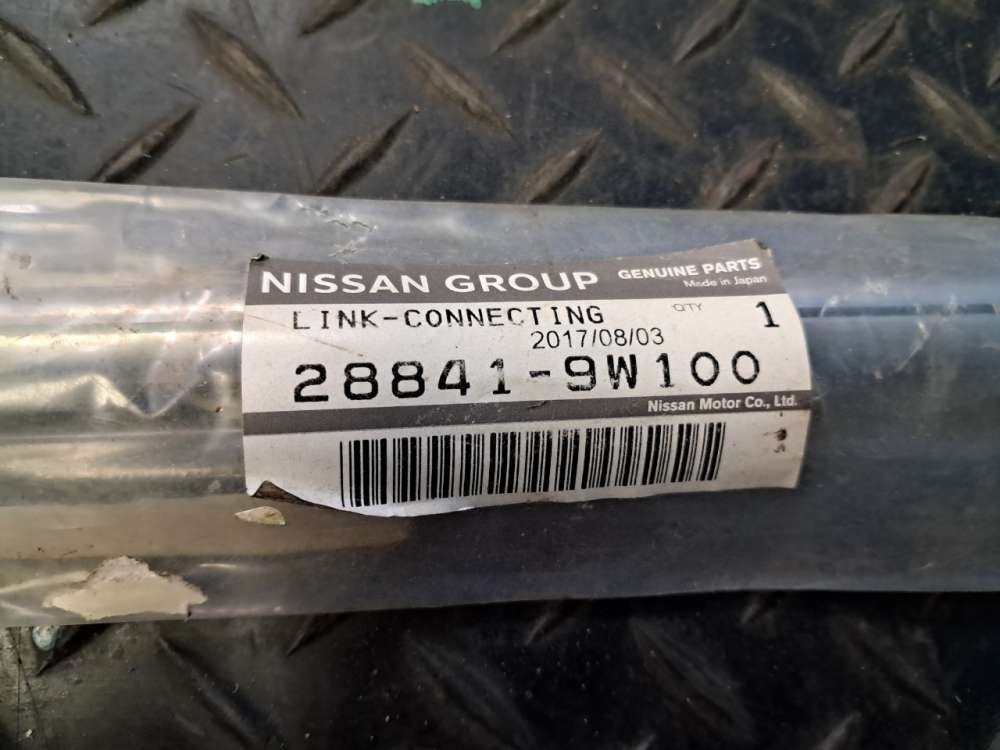 NISSAN GROUP GENUINE PARTS
Made in Japan
LINK-CONNECTING QTY 1
2017/08/03
28841-9W100
Nissan Motor Co., Ltd.